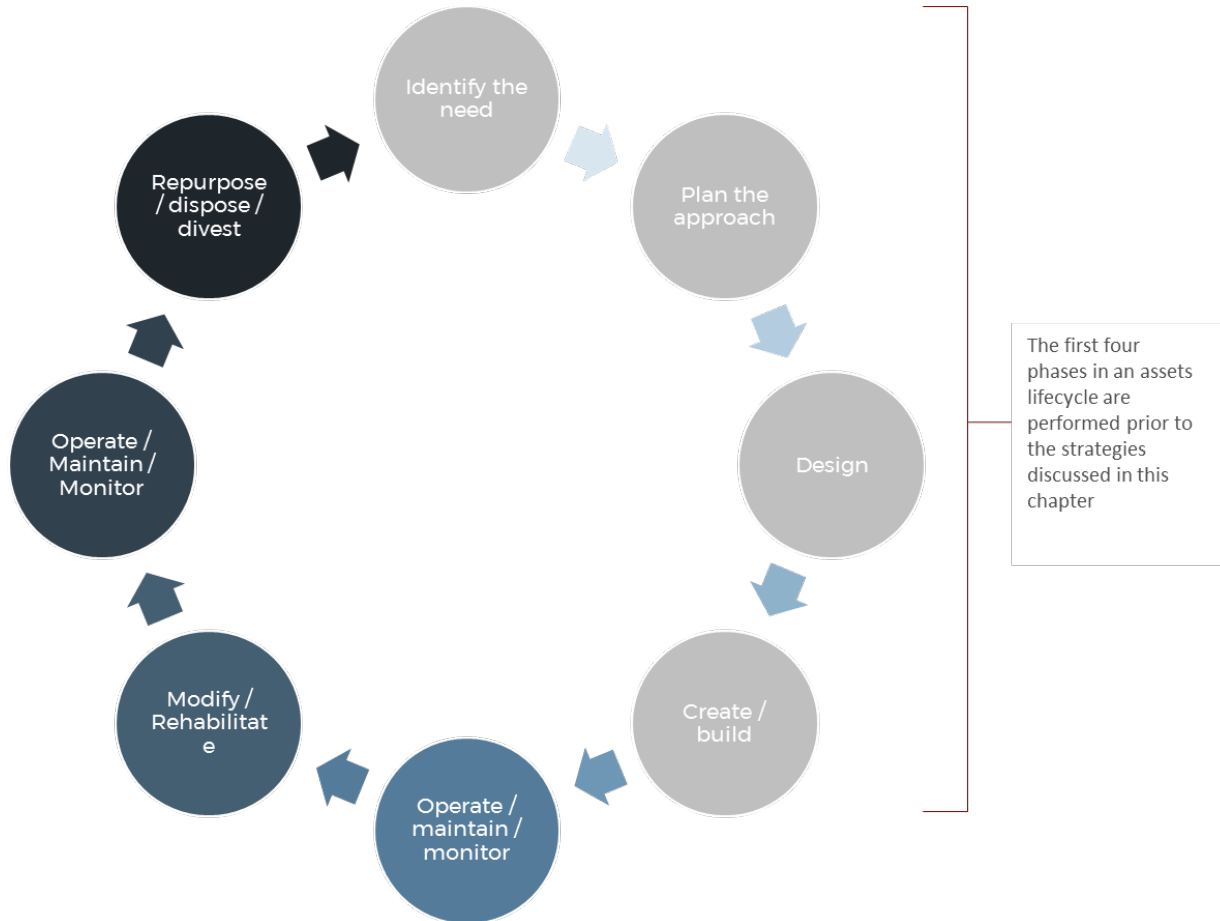 Identify the
need
Plan the
approach
Design
Create /
build
Operate /
maintain /
monitor
Modify /
Rehabilitat
e
Operate /
Maintain /
Monitor
Repurpose
/ dispose /
divest
The first four
phases in an assets
lifecycle are
performed prior to
the strategies
discussed in this
chapter